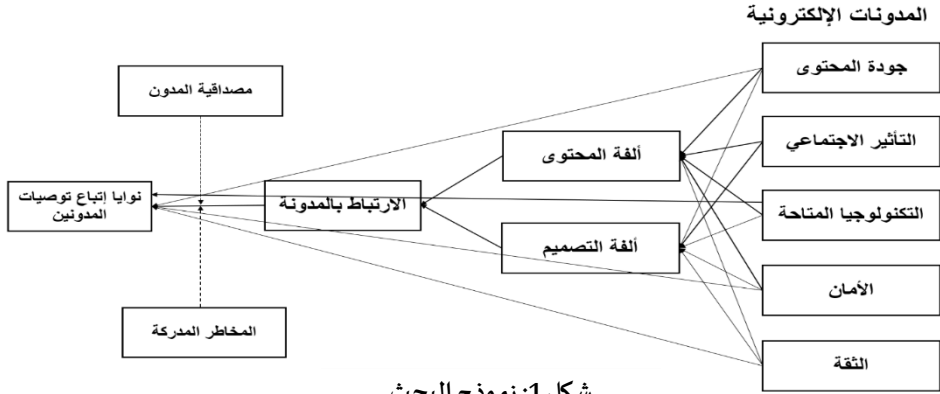 المدونات الإلكترونية
جودة المحتوى
مصداقية المدون
التأثير الاجتماعي
ألفة المحتوى
نوايا إتباع توصيات
المدونين
الارتباط بالمدونة
التكنولوجيا المتاحة
ألفة التصميم
الأمان
المخاطر المدركة
الثقة
شكل 1: نموذج البحث